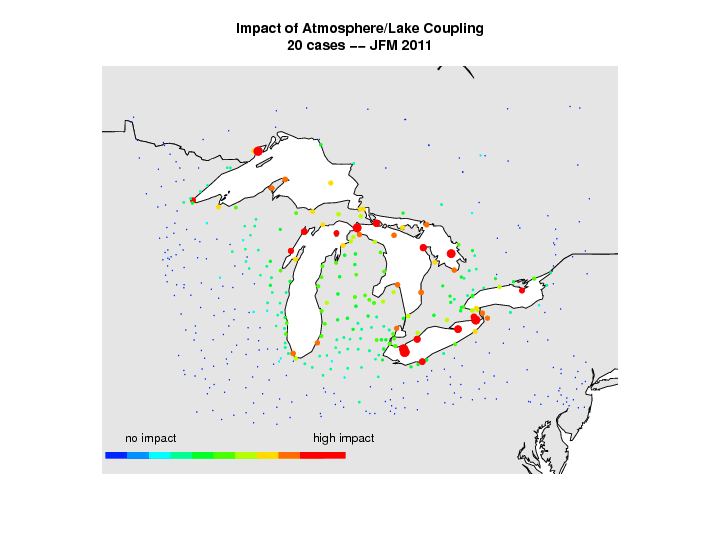 Impact of Atmosphere/Lake Coupling
20 cases −− JFM 2011
no impact high impact